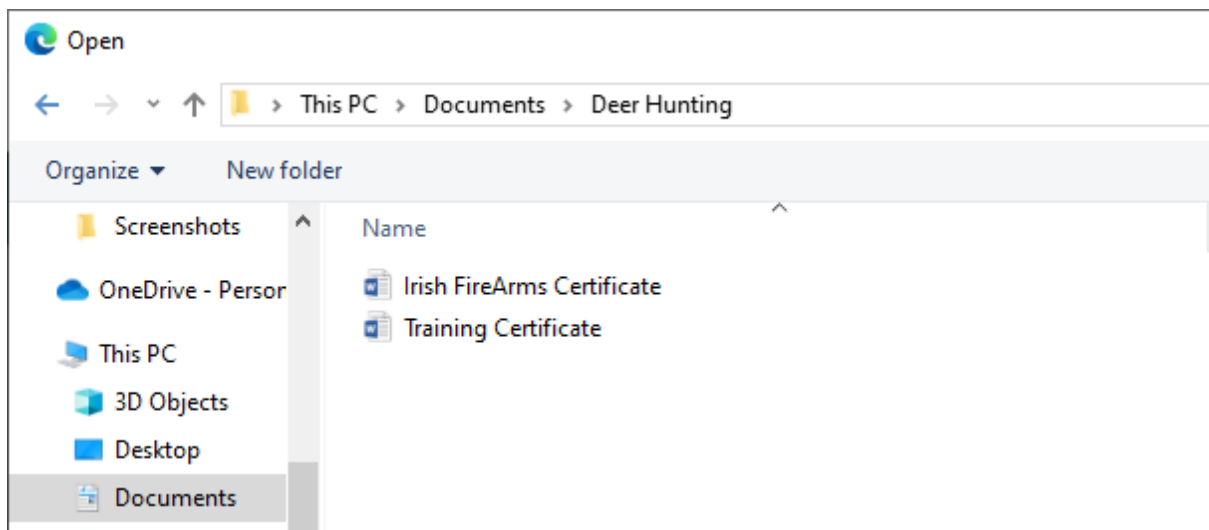 Open
This PC > Documents > Deer Hunting
Organize New folder
Screenshots
OneDrive - Person
This PC
3D Objects
Desktop
Documents
Name
Irish FireArms Certificate
Training Certificate